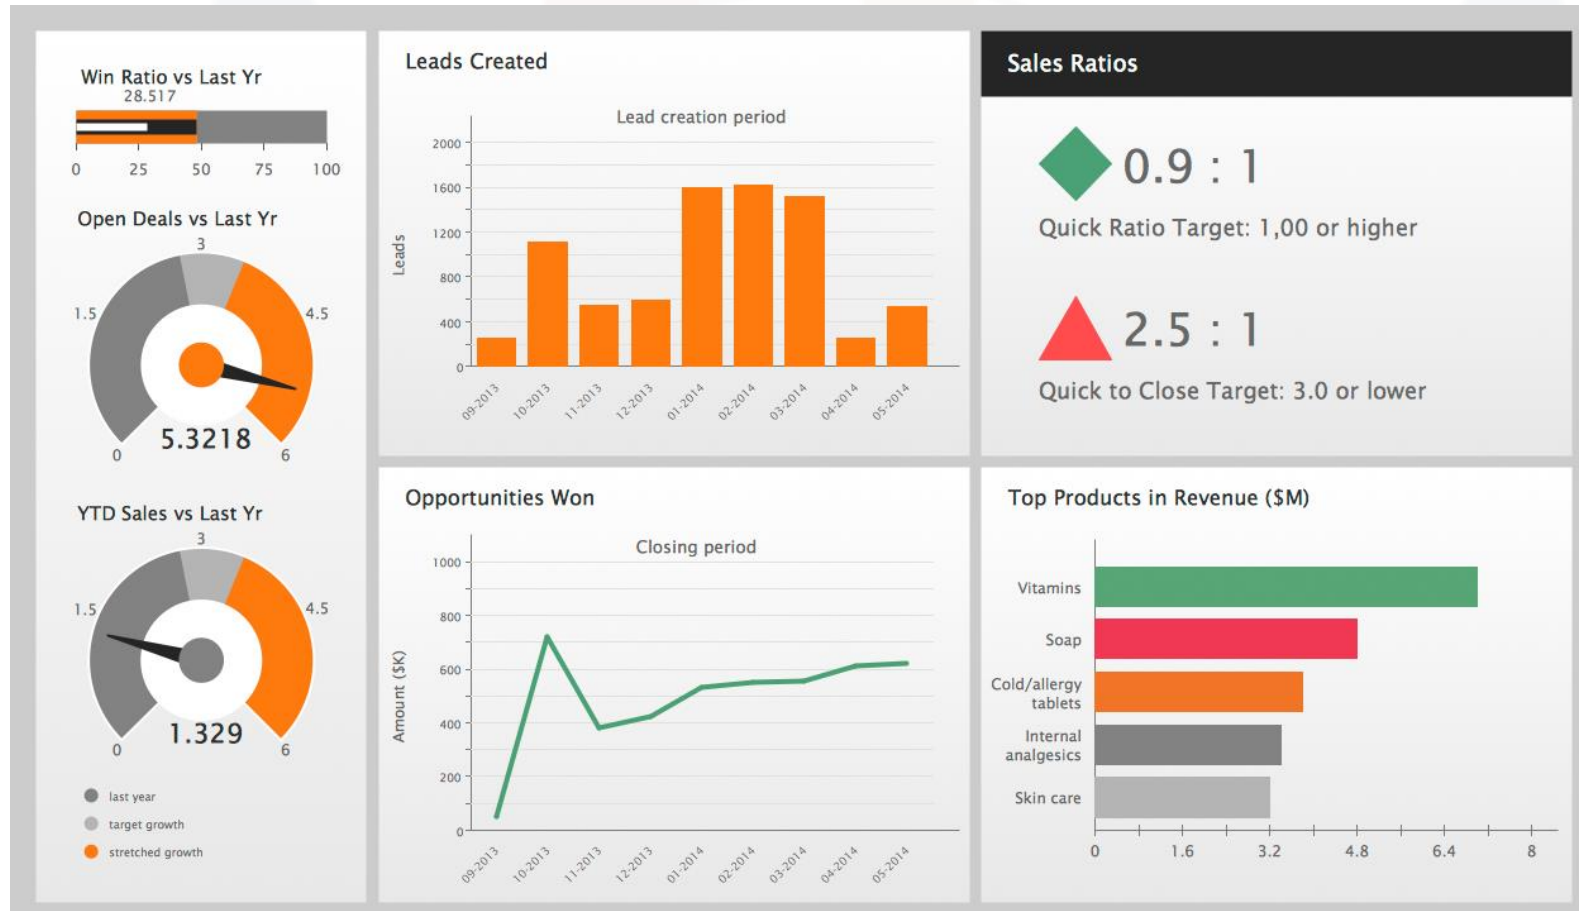 Win Ratio vs Last Yr
28.517
0 25 50 75 100
Open Deals vs Last Yr
3
1.5 4.5
5.3218
0 6
YTD Sales vs Last Yr
3
1.5 4.5
1.329
0 6
last year
target growth
stretched growth
Leads Created
Lead creation period
Leads
2000
1600
1200
800
400
0
09-2013 10-2013 11-2013 12-2013 01-2014 02-2014 03-2014 04-2014 05-2014
Sales Ratios
0.9 : 1
Quick Ratio Target: 1,00 or higher
2.5 : 1
Quick to Close Target: 3.0 or lower
Opportunities Won
Closing period
Amount ($K)
1000
800
600
400
200
0
09-2013 10-2013 11-2013 12-2013 01-2014 02-2014 03-2014 04-2014 05-2014
Top Products in Revenue ($M)
Vitamins
Soap
Cold/allergy
tablets
Internal
analgesics
Skin care
0 1.6 3.2 4.8 6.4 8